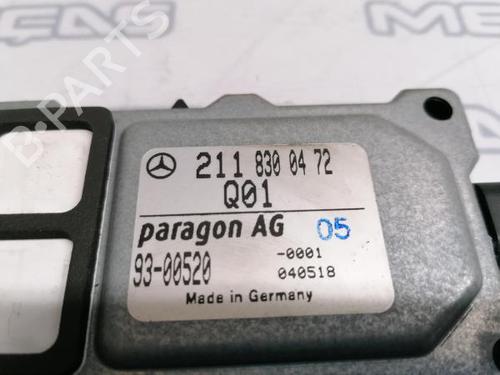 B-PARTS
211 830 04 72
Q01
paragon AG 05
93-00520 -0001
040518
Made in Germany